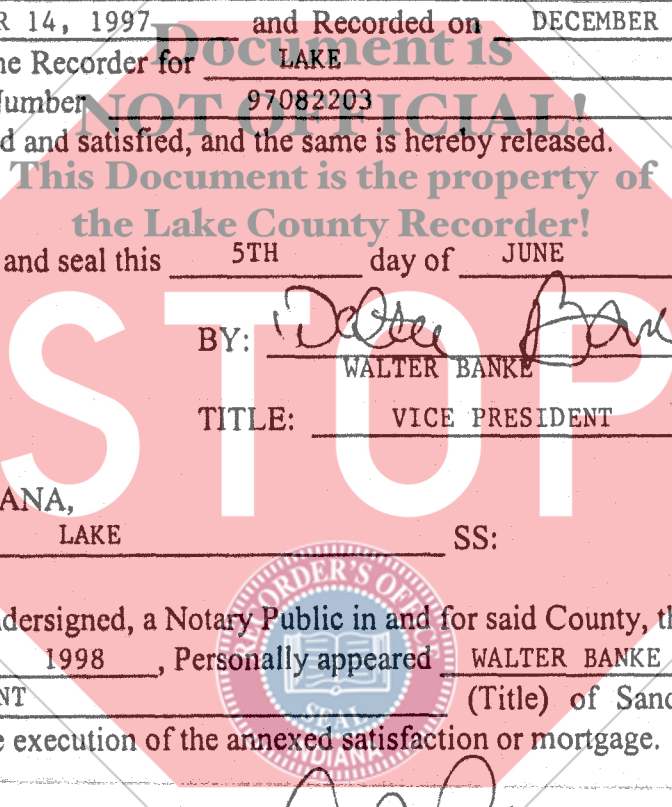 R 14, 1997 and Recorded on DECEMBER
Document is
ne Recorder for LAKE
Number 97082203
NOT OFFICIAL!
d and satisfied, and the same is hereby released.
This Document is the property of
the Lake County Recorder!
and seal this 5TH day of JUNE
STOP
BY:
WALTER BANKE
TITLE: VICE PRESIDENT
ANA,
LAKE SS:
RECORDER'S OFFICE
dersigned, a Notary Public in and for said County, th
1998 , Personally appeared WALTER BANKE
NT (Title) of Sand
SEAL
e execution of the annexed satisfaction or mortgage.
INDIANA